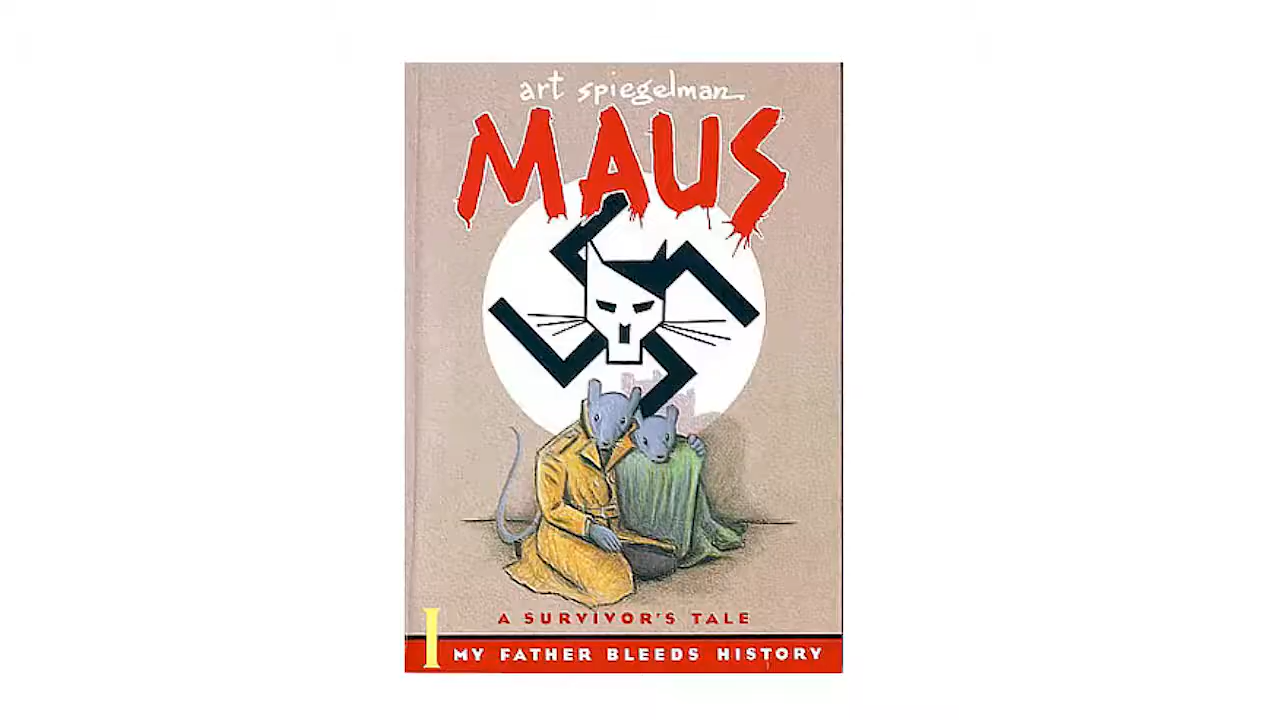 art spiegelman
MAUS
A SURVIVOR'S TALE
I
MY FATHER BLEEDS HISTORY